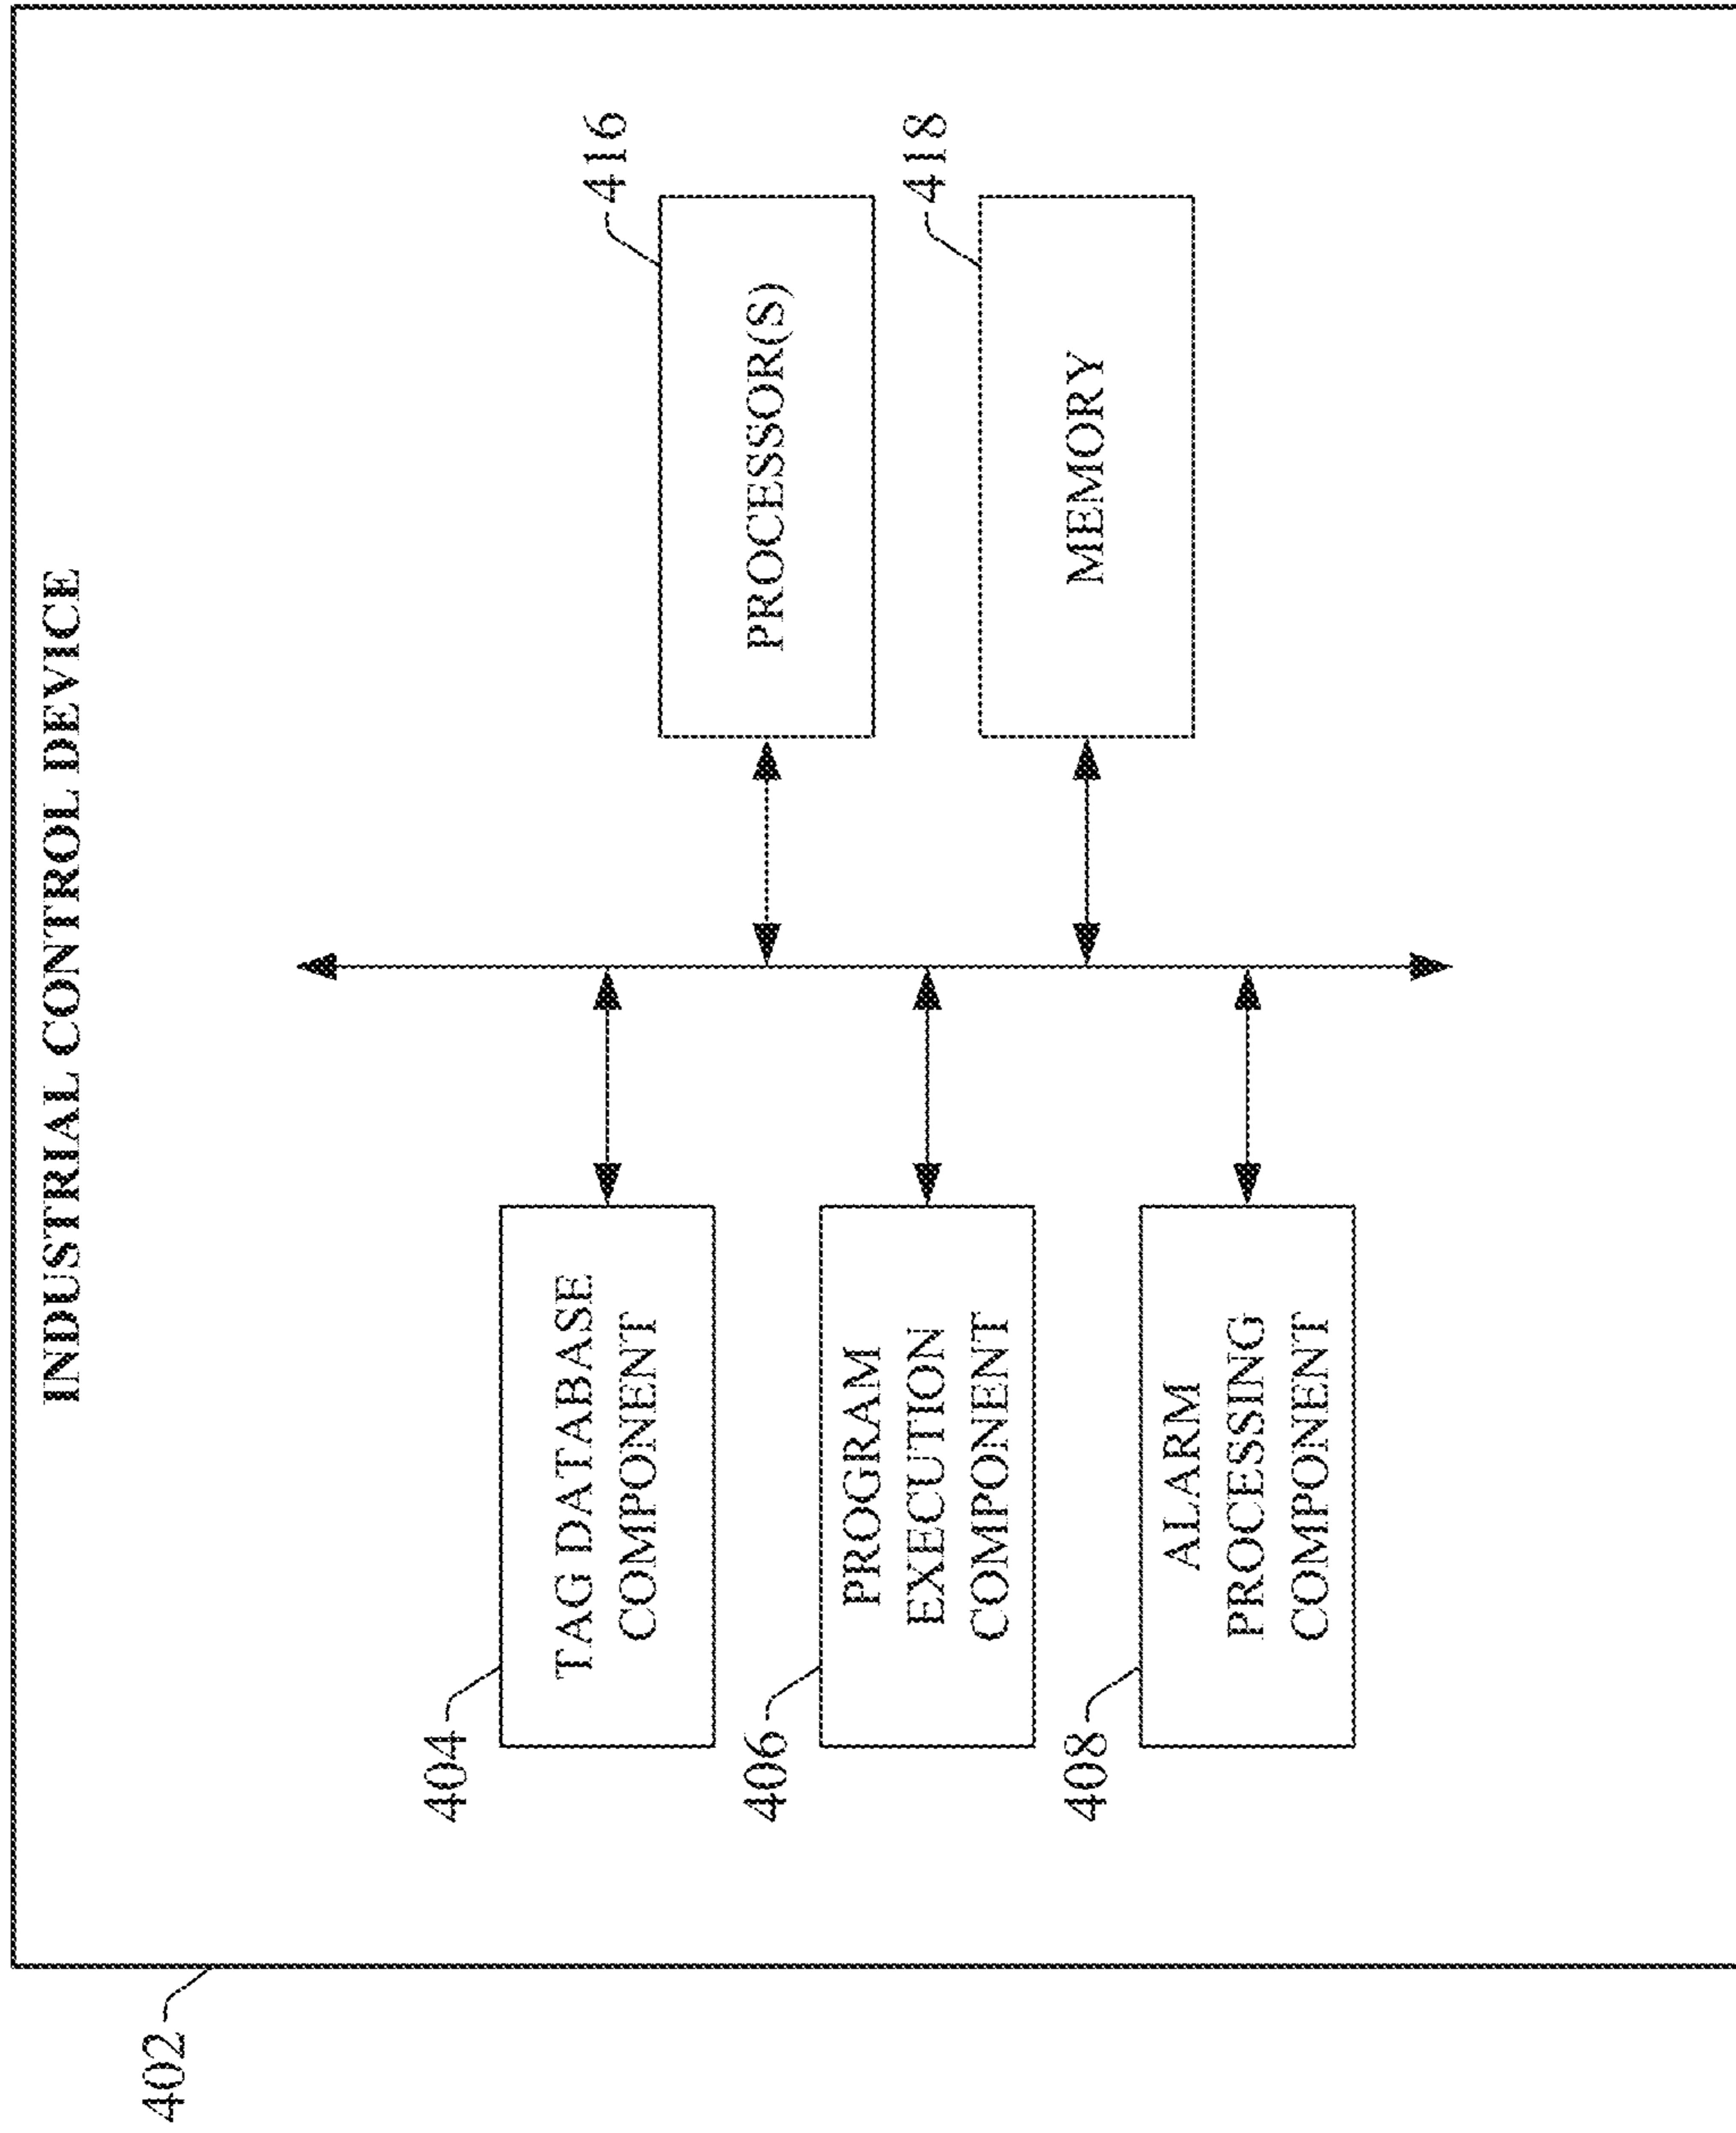 INDUSTRIAL CONTROL DEVICE
402
404
TAG DATABASE
COMPONENT
406
PROGRAM
EXECUTION
COMPONENT
408
ALARM
PROCESSING
COMPONENT
416
PROCESSOR(S)
418
MEMORY